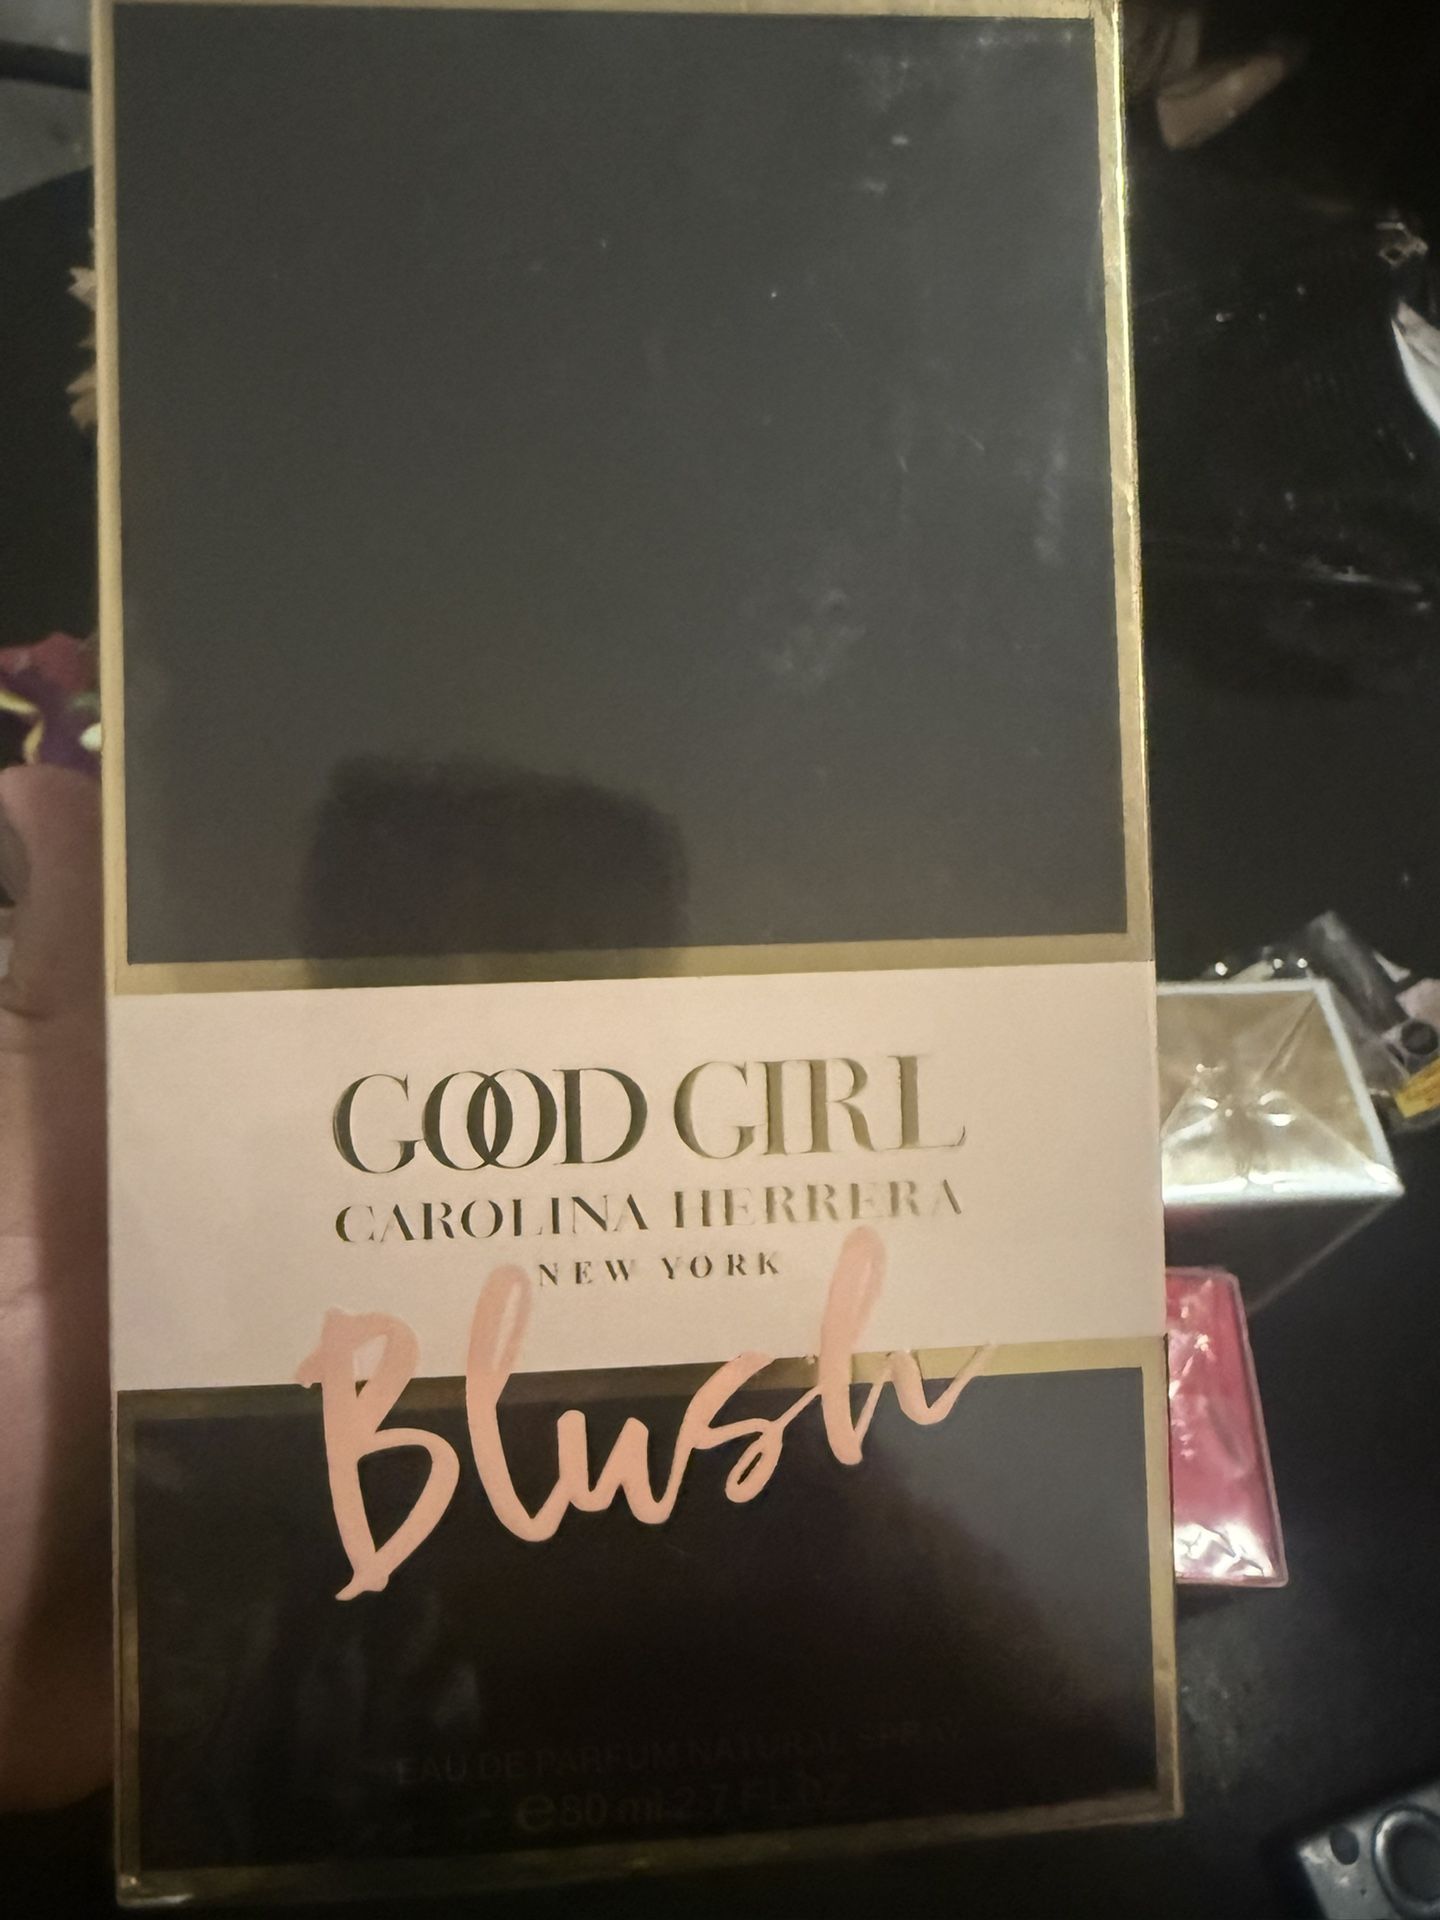 GOOD GIRL
CAROLINA HERRERA
NEW YORK
Blush
EAU DE PARFUM NATURAL SPRAY
e 80 ml 2.7 FL.OZ